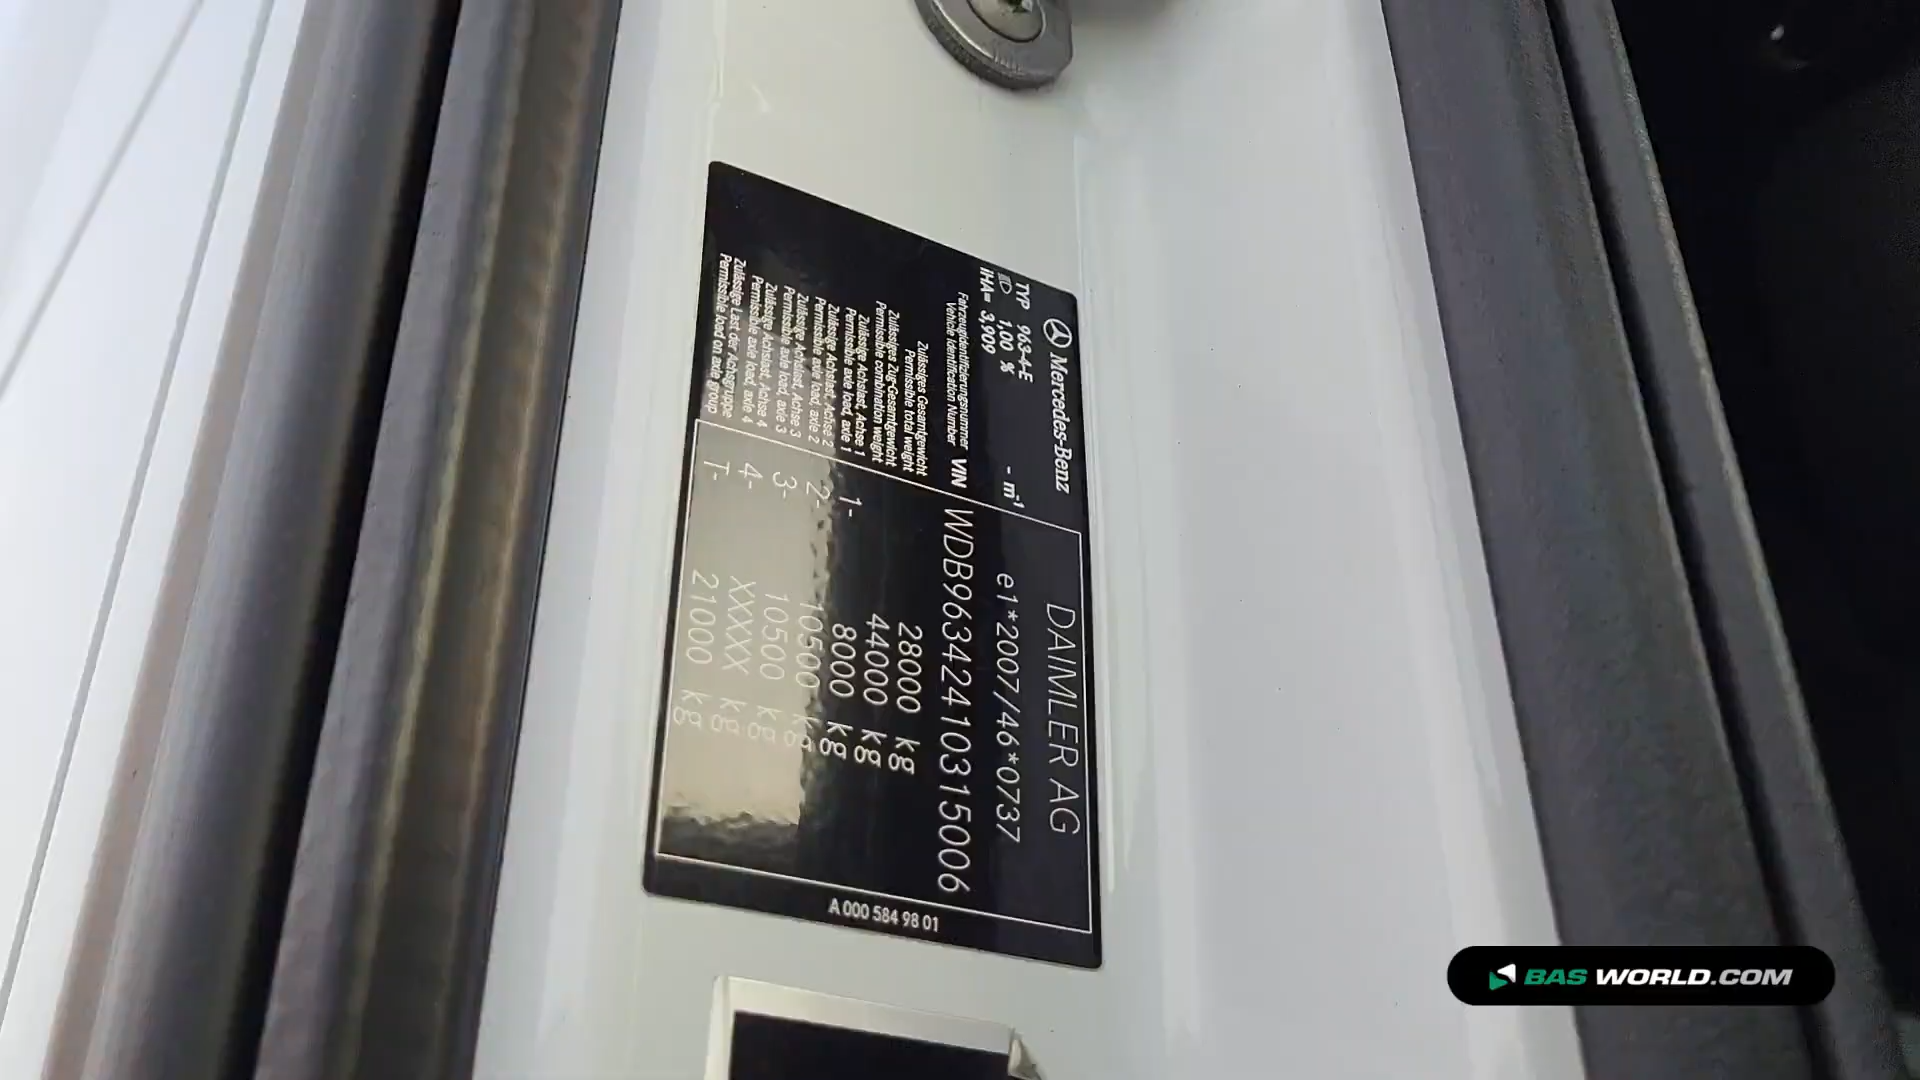 Mercedes-Benz DAIMLER AG
TYP 963-4-E
1,00 % - m-1 e1*2007/46*0737
iHA= 3,909
Fahrzeugidentifizierungsnummer
Vehicle Identification Number VIN WDB96342410315006
Zulässiges Gesamtgewicht
Permissible total weight 28000 kg
Zulässiges Zug-Gesamtgewicht
Permissible combination weight 44000 kg
Zulässige Achslast, Achse 1
Permissible axle load, axle 1 1- 8000 kg
Zulässige Achslast, Achse 2
Permissible axle load, axle 2 2- 10500 kg
Zulässige Achslast, Achse 3
Permissible axle load, axle 3 3- 10500 kg
Zulässige Achslast, Achse 4
Permissible axle load, axle 4 4- XXXXX kg
Zulässige Last der Achsgruppe
Permissible load on axle group T- 21000 kg
A 000 584 98 01
BAS WORLD.COM